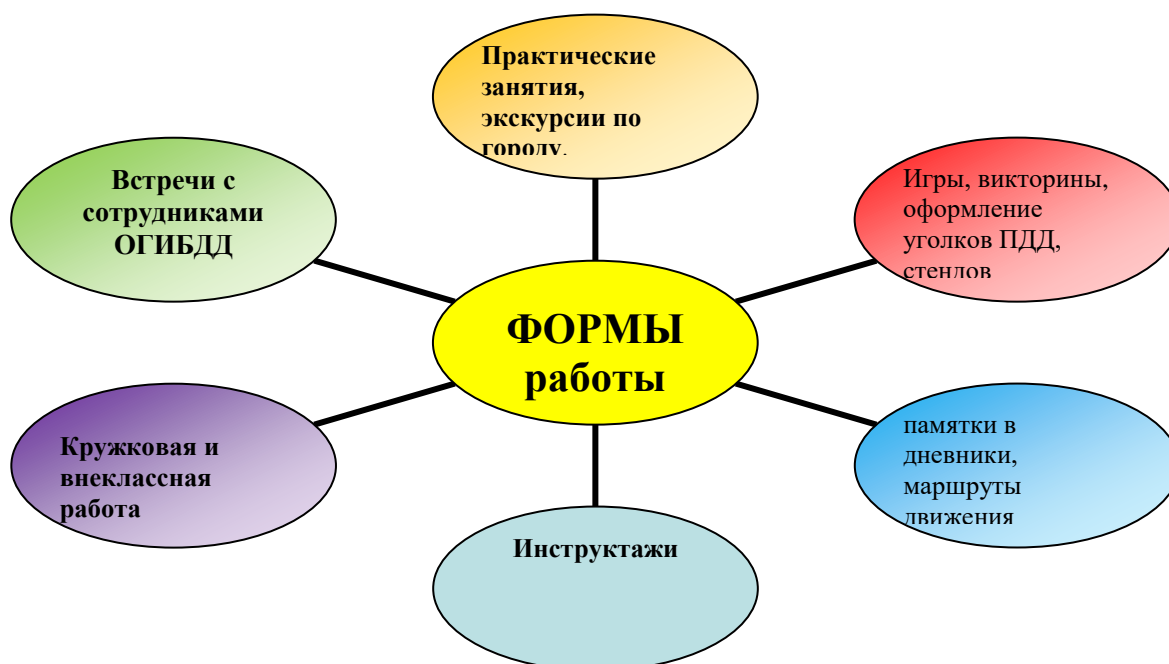 Практические
занятия,
экскурсии по
городу.
Встречи с
сотрудниками
ОГИБДД
Игры, викторины,
оформление
уголков ПДД,
стендов
ФОРМЫ
работы
Кружковая и
внеклассная
работа
памятки в
дневники,
маршруты
движения
Инструктажи